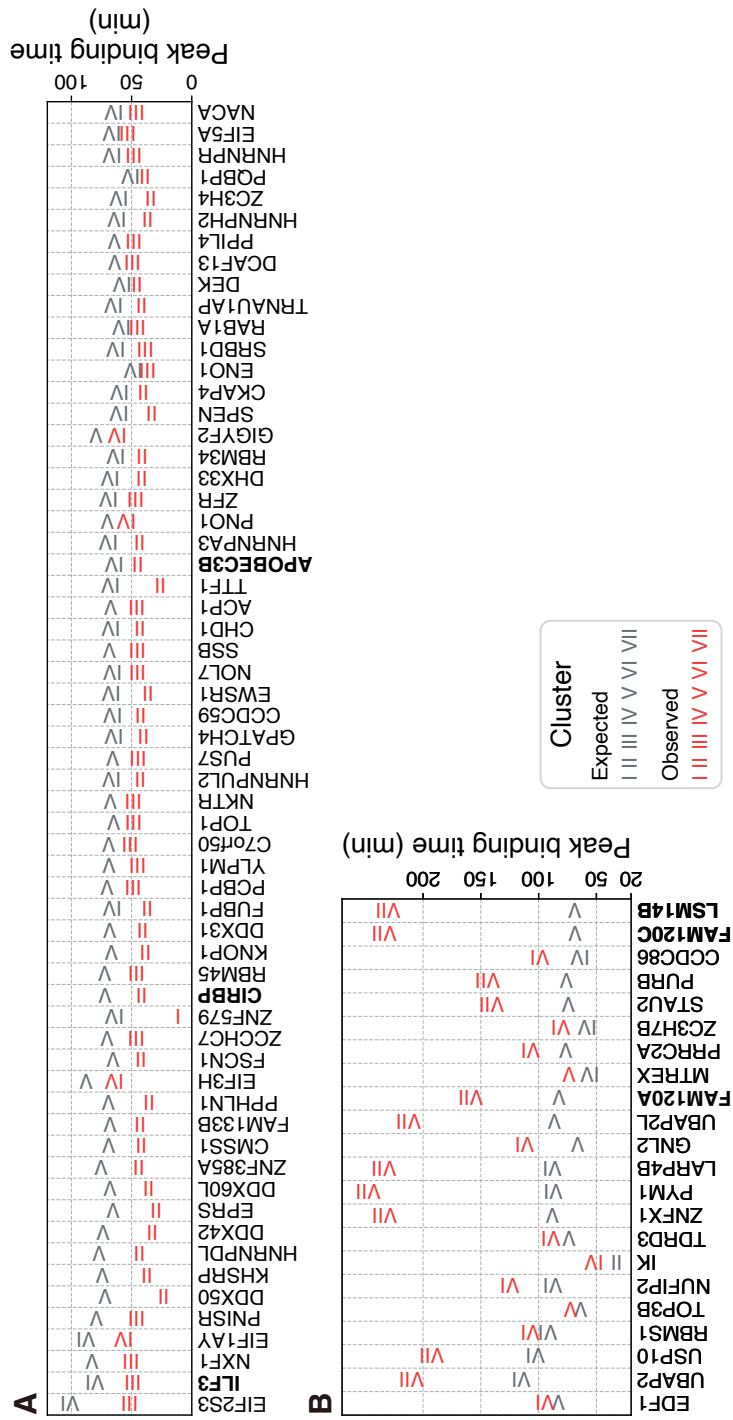 A
Peak binding time
(min)
100
50
0
EIF2S3
ILF3
NXF1
EIF1AY
PNISR
DDX50
KHSRP
HNRNPDL
DDX42
EPRS
DDX60L
ZNF385A
CMSS1
FAM133B
PPHLN1
EIF3H
FSCN1
ZCCHC7
ZNF579
CIRBP
RBM45
KNOP1
DDX31
FUBP1
PCBP1
YLPM1
C7orf50
TOP1
NKTR
HNRNPUL2
PUS7
GPATCH4
CCDC59
EWSR1
NOL7
SSB
CHD1
ACP1
TTF1
APOBEC3B
HNRNPA3
PNO1
ZFR
DHX33
RBM34
GIGYF2
SPEN
CKAP4
ENO1
SRBD1
RAB1A
TRNAU1AP
DEK
DCAF13
PPIL4
HNRNPH2
ZC3H4
PQBP1
HNRNPR
EIF5A
NACA
B
Peak binding time (min)
200
150
100
50
20
EDF1
UBAP2
USP10
RBMS1
TOP3B
NUFIP2
IK
TDRD3
ZNFX1
PYM1
LARP4B
GNL2
UBAP2L
FAM120A
MTREX
PRRC2A
ZC3H7B
STAU2
PURB
CCDC86
FAM120C
LSM14B
Cluster
Expected
I II III IV V VI VII
Observed
I II III IV V VI VII